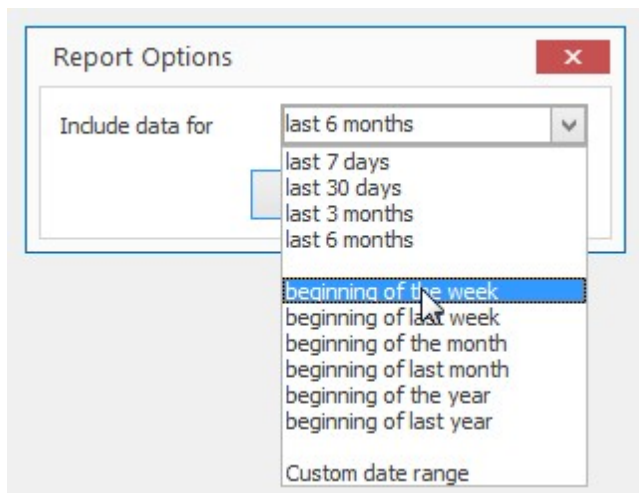 Report Options
Include data for last 6 months
last 7 days
last 30 days
last 3 months
last 6 months
beginning of the week
beginning of last week
beginning of the month
beginning of last month
beginning of the year
beginning of last year
Custom date range